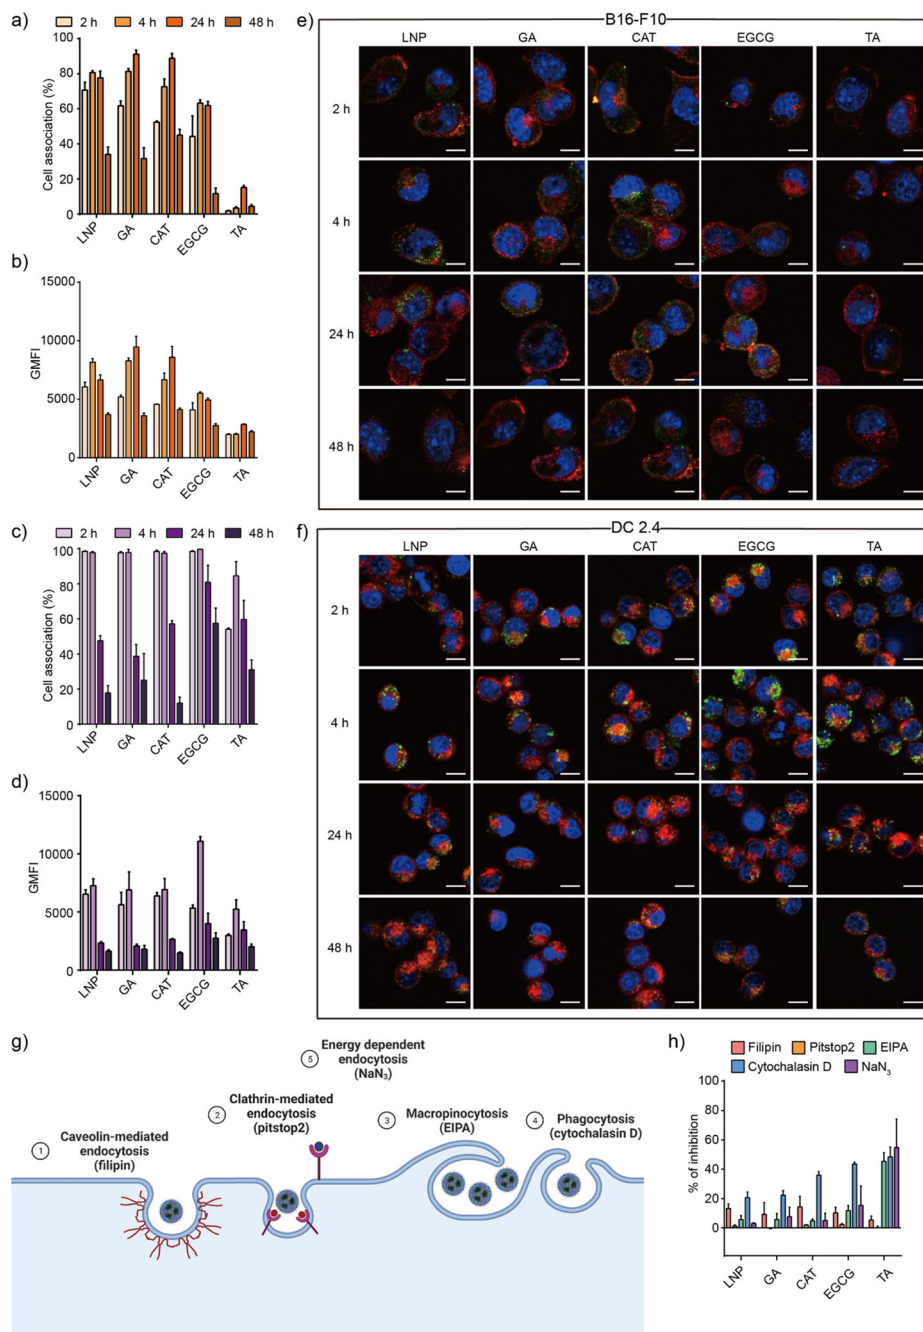 a)
2 h 4 h 24 h 48 h
100
80
60
40
20
0
Cell association (%)
LNP GA CAT EGCG TA
b)
15000
10000
5000
0
GMFI
LNP GA CAT EGCG TA
c)
2 h 4 h 24 h 48 h
100
80
60
40
20
0
Cell association (%)
LNP GA CAT EGCG TA
d)
15000
10000
5000
0
GMFI
LNP GA CAT EGCG TA
e)
B16-F10
LNP GA CAT EGCG TA
2 h
4 h
24 h
48 h
f)
DC 2.4
LNP GA CAT EGCG TA
2 h
4 h
24 h
48 h
g)
1
Caveolin-mediated
endocytosis
(filipin)
2
Clathrin-mediated
endocytosis
(pitstop2)
5
Energy dependent
endocytosis
(NaN3)
3
Macropinocytosis
(EIPA)
4
Phagocytosis
(cytochalasin D)
h)
Filipin Pitstop2 EIPA
Cytochalasin D NaN3
100
80
60
40
20
0
% of inhibition
LNP GA CAT EGCG TA